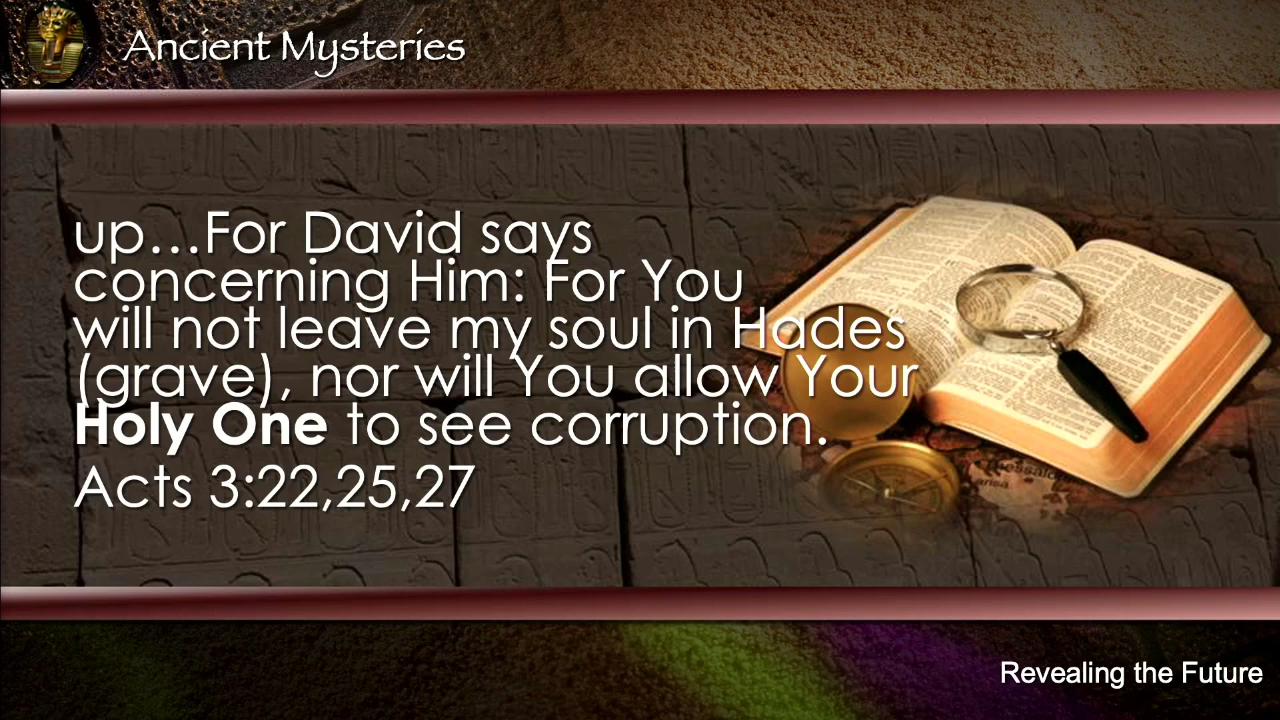 Ancient Mysteries
up…For David says
concerning Him: For You
will not leave my soul in Hades
(grave), nor will You allow Your
Holy One to see corruption.
Acts 3:22,25,27
Revealing the Future